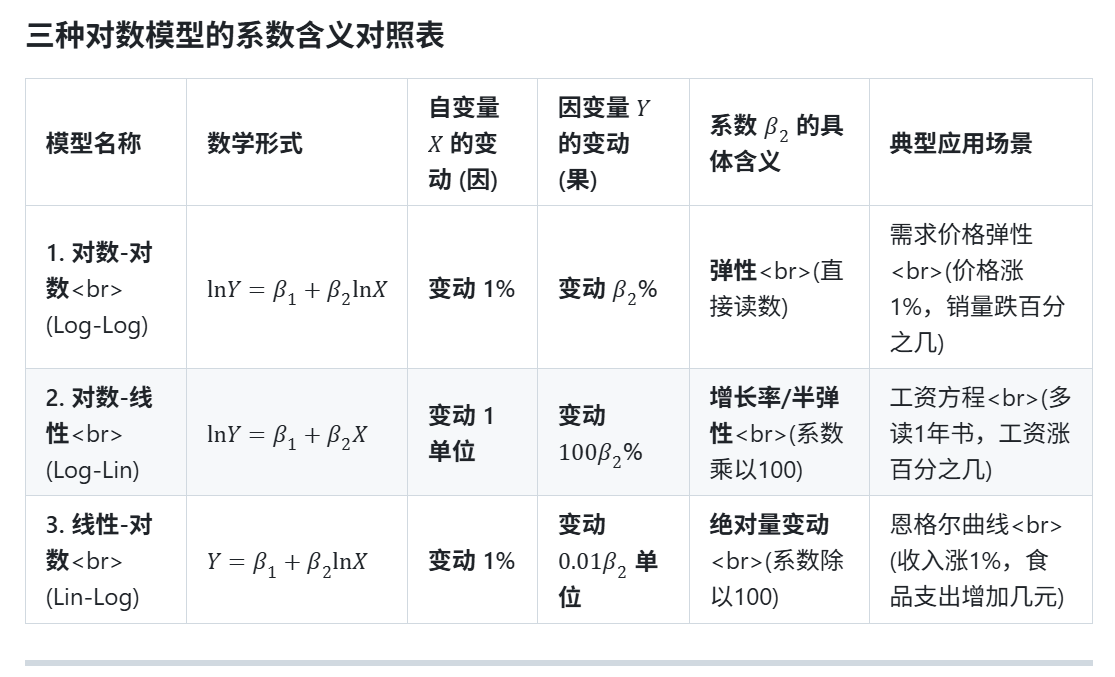 三种对数模型的系数含义对照表
模型名称
数学形式
自变量
X 的变
动 (因)
因变量 Y
的变动
(果)
系数 β₂ 的具
体含义
典型应用场景
1. 对数-对
数<br>
(Log-Log)
lnY = β₁ + β₂lnX
变动 1%
变动 β₂%
弹性<br>(直
接读数)
需求价格弹性
<br>(价格涨
1%，销量跌百分
之几)
2. 对数-线
性<br>
(Log-Lin)
lnY = β₁ + β₂X
变动 1
单位
变动
100β₂%
增长率/半弹
性<br>(系数
乘以100)
工资方程<br>(多
读1年书，工资涨
百分之几)
3. 线性-对
数<br>
(Lin-Log)
Y = β₁ + β₂lnX
变动 1%
变动
0.01β₂ 单
位
绝对量变动
<br>(系数除
以100)
恩格尔曲线<br>
(收入涨1%，食
品支出增加几元)